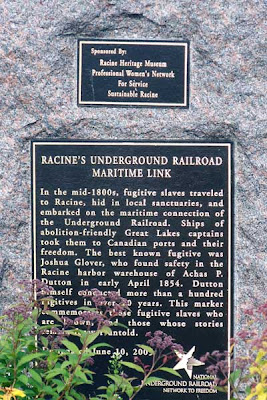 Sponsored By:
Racine Heritage Museum
Professional Women's Network
For Service
Sustainable Racine
RACINE'S UNDERGROUND RAILROAD
MARITIME LINK
In the mid-1800s, fugitive slaves traveled
to Racine, hid in local sanctuaries, and
embarked on the maritime connection of
the Underground Railroad. Ships of
abolition-friendly Great Lakes captains
took them to Canadian ports and their
freedom. The best known fugitive was
Joshua Glover, who found safety in the
Racine harbor warehouse of Achas P.
Dutton in early April 1854. Dutton
himself conducted more than a hundred
fugitives in over 20 years. This marker
commemorates those fugitive slaves who
are known, and those whose stories
untold.
June 10,
NATIONAL
UNDERGROUND RAILROAD
NETWORK
TO FREEDOM